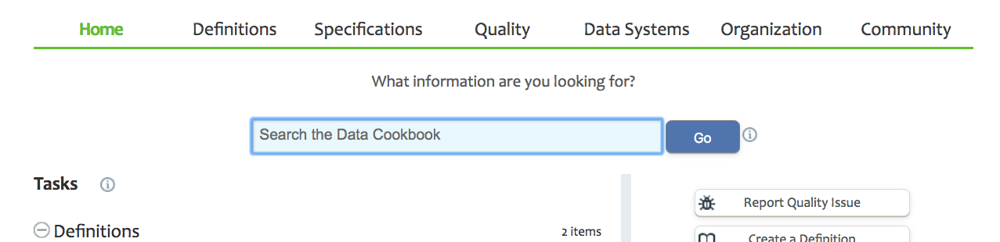 Home Definitions Specifications Quality Data Systems Organization Community
What information are you looking for?
Search the Data Cookbook Go
Tasks
Report Quality Issue
Definitions 2 items
Create a Definition